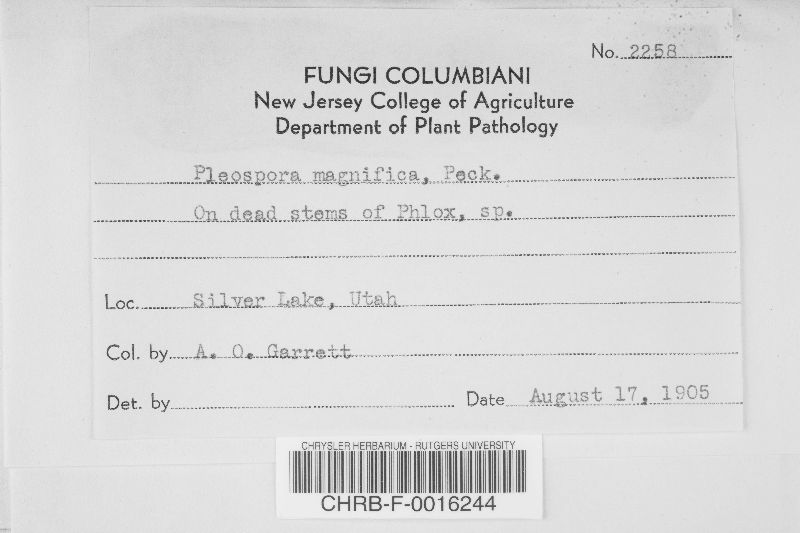 No. 2258
FUNGI COLUMBIANI
New Jersey College of Agriculture
Department of Plant Pathology
Pleospora magnifica, Peck.
On dead stems of Phlox, sp.
Loc. Silver Lake, Utah
Col. by A. O. Garrett
Det. by
Date August 17, 1905
CHRYSLER HERBARIUM - RUTGERS UNIVERSITY
CHRB-F-0016244